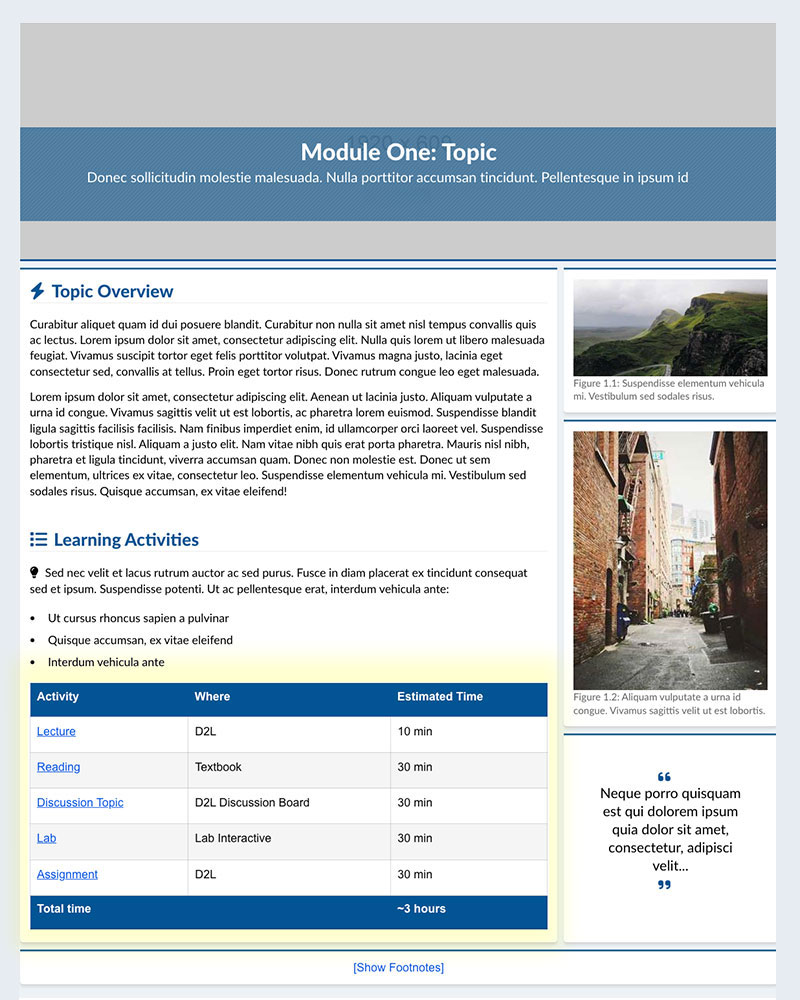 1920 x 600
Module One: Topic
Donec sollicitudin molestie malesuada. Nulla porttitor accumsan tincidunt. Pellentesque in ipsum id
Topic Overview
Curabitur aliquet quam id dui posuere blandit. Curabitur non nulla sit amet nisl tempus convallis quis
ac lectus. Lorem ipsum dolor sit amet, consectetur adipiscing elit. Nulla quis lorem ut libero malesuada
feugiat. Vivamus suscipit tortor eget felis porttitor volutpat. Vivamus magna justo, lacinia eget
consectetur sed, convallis at tellus. Proin eget tortor risus. Donec rutrum congue leo eget malesuada.
Lorem ipsum dolor sit amet, consectetur adipiscing elit. Aenean ut lacinia justo. Aliquam vulputate a
urna id congue. Vivamus sagittis velit ut est lobortis, ac pharetra lorem euismod. Suspendisse blandit
ligula sagittis facilisis facilisis. Nam finibus imperdiet enim, id ullamcorper orci laoreet vel. Suspendisse
lobortis tristique nisl. Aliquam a justo elit. Nam vitae nibh quis erat porta pharetra. Mauris nisl nibh,
pharetra et ligula tincidunt, viverra accumsan quam. Donec non molestie est. Donec ut sem
elementum, ultrices ex vitae, consectetur leo. Suspendisse elementum vehicula mi. Vestibulum sed
sodales risus. Quisque accumsan, ex vitae eleifend!
Learning Activities
Sed nec velit et lacus rutrum auctor ac sed purus. Fusce in diam placerat ex tincidunt consequat
sed et ipsum. Suspendisse potenti. Ut ac pellentesque erat, interdum vehicula ante:
• Ut cursus rhoncus sapien a pulvinar
• Quisque accumsan, ex vitae eleifend
• Interdum vehicula ante
Activity Where Estimated Time
Lecture D2L 10 min
Reading Textbook 30 min
Discussion Topic D2L Discussion Board 30 min
Lab Lab Interactive 30 min
Assignment D2L 30 min
Total time ~3 hours
Figure 1.1: Suspendisse elementum vehicula
mi. Vestibulum sed sodales risus.
Figure 1.2: Aliquam vulputate a urna id
congue. Vivamus sagittis velit ut est lobortis.
“
Neque porro quisquam
est qui dolorem ipsum
quia dolor sit amet,
consectetur, adipisci
velit...
”
[Show Footnotes]